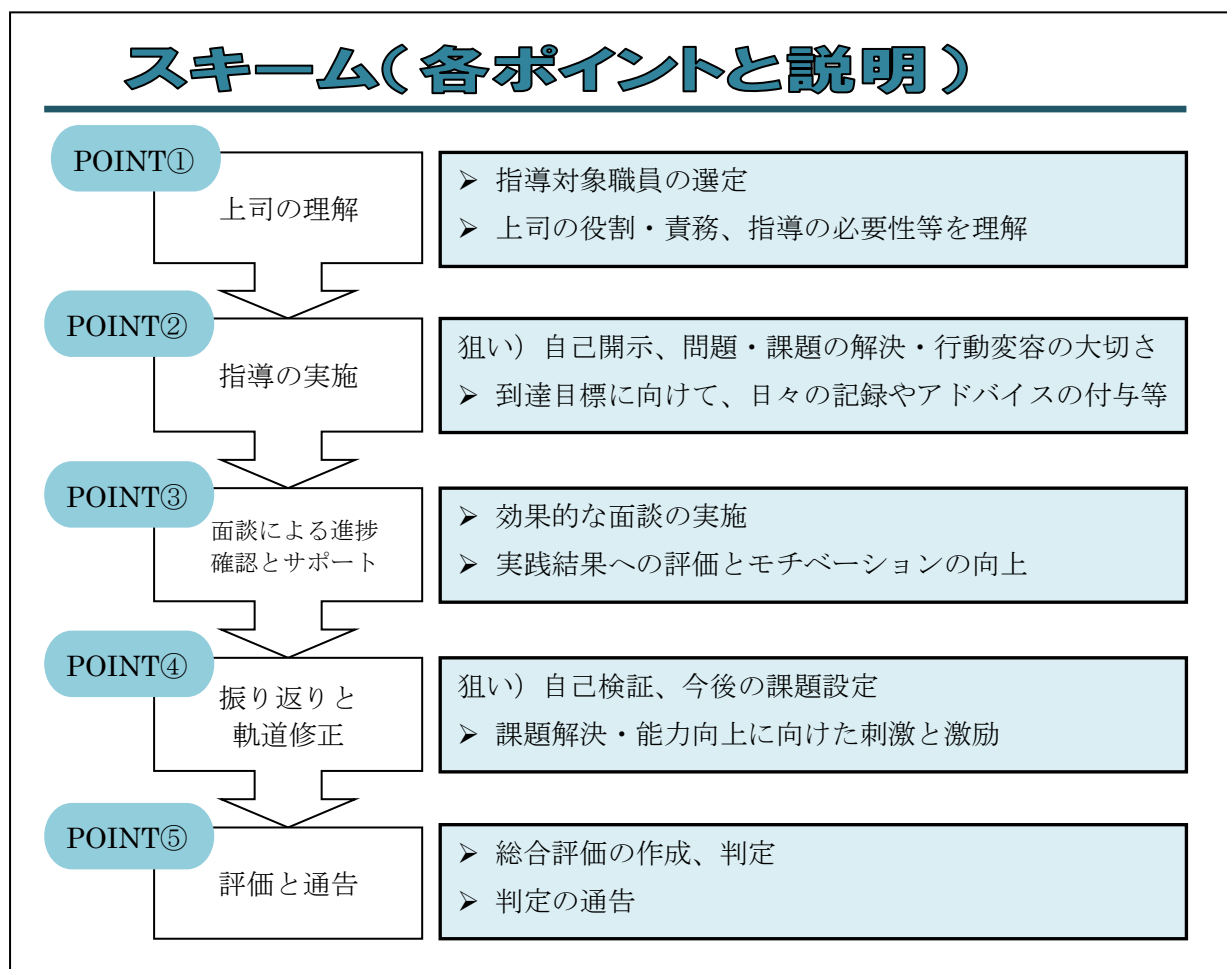 スキーム(各ポイントと説明)
POINT①
上司の理解
➢ 指導対象職員の選定
➢ 上司の役割・責務、指導の必要性等を理解
POINT②
指導の実施
狙い）自己開示、問題・課題の解決・行動変容の大切さ
➢ 到達目標に向けて、日々の記録やアドバイスの付与等
POINT③
面談による進捗
確認とサポート
➢ 効果的な面談の実施
➢ 実践結果への評価とモチベーションの向上
POINT④
振り返りと
軌道修正
狙い）自己検証、今後の課題設定
➢ 課題解決・能力向上に向けた刺激と激励
POINT⑤
評価と通告
➢ 総合評価の作成、判定
➢ 判定の通告